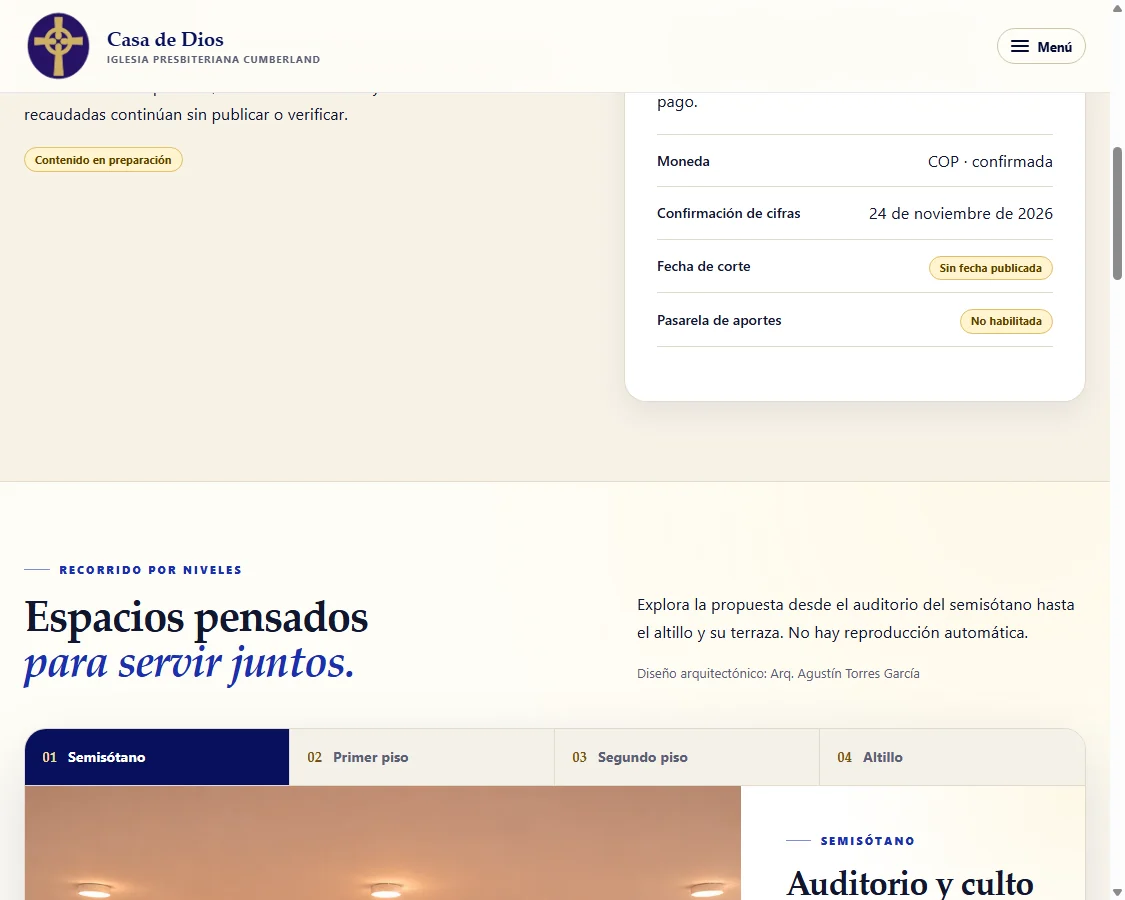 Casa de Dios
IGLESIA PRESBITERIANA CUMBERLAND
Menú
recaudadas continúan sin publicar o verificar.
Contenido en preparación
pago.
Moneda
COP · confirmada
Confirmación de cifras
24 de noviembre de 2026
Fecha de corte
Sin fecha publicada
Pasarela de aportes
No habilitada
RECORRIDO POR NIVELES
Espacios pensados
para servir juntos.
Explora la propuesta desde el auditorio del semisótano hasta
el altillo y su terraza. No hay reproducción automática.
Diseño arquitectónico: Arq. Agustín Torres García
01 Semisótano
02 Primer piso
03 Segundo piso
04 Altillo
SEMISÓTANO
Auditorio y culto